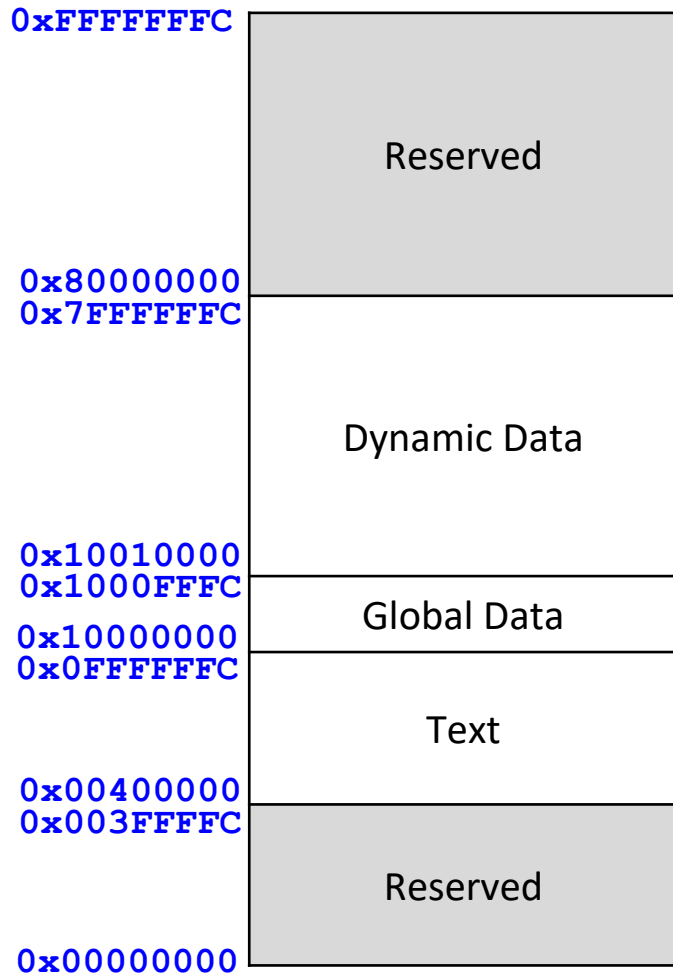 0xFFFFFFFC
Reserved
0x80000000
0x7FFFFFFC
Dynamic Data
0x10010000
0x1000FFFC
Global Data
0x10000000
0x0FFFFFFC
Text
0x00400000
0x003FFFFC
Reserved
0x00000000